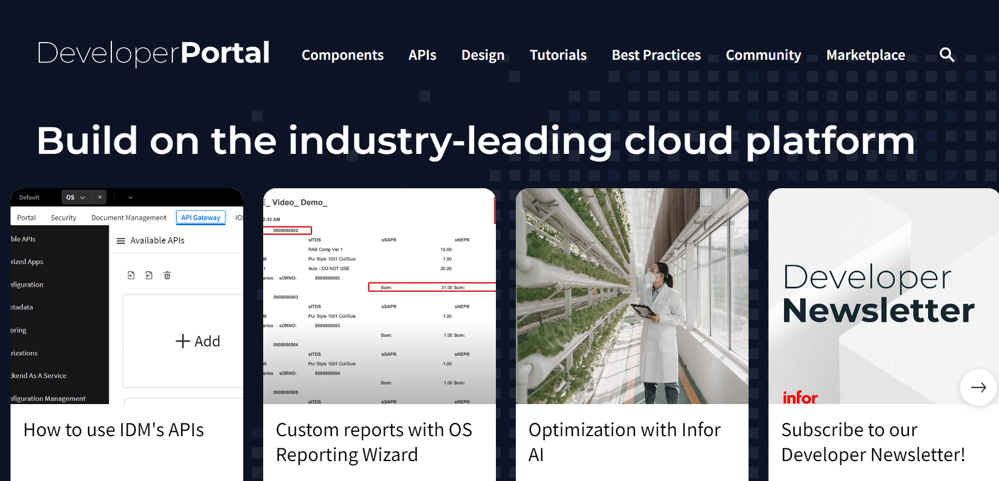 DeveloperPortal
Components
APIs
Design
Tutorials
Best Practices
Community
Marketplace
Build on the industry-leading cloud platform
Default
OS
Portal
Security
Document Management
API Gateway
Available APIs
ble APIs
rized Apps
nfiguration
etadata
oring
rizations
ckend As A Service
nfiguration Management
Add
How to use IDM's APIs
E_ Video_ Demo_
2:33 AM
0000000002
sITDS sSAPR sNEPR
RAB Comp Ver 1 10.00
Pur Style 1001 Col/Size 1.00
Auto - DO NOT USE 20.00
aries sORNO: 0000000002
Sum: 31.00 Sum:
0000000003
sITDS sSAPR sNEPR
Pur Style 1001 Col/Size 1.00
aries sORNO: 0000000003
Sum: 1.00 Sum:
0000000004
sITDS sSAPR sNEPR
Pur Style 1001 Col/Size 1.00
aries sORNO: 0000000004
Sum: 1.00 Sum:
0000000005
sITDS sSAPR sNEPR
Custom reports with OS
Reporting Wizard
Optimization with Infor
AI
Developer
Newsletter
infor
Subscribe to our
Developer Newsletter!